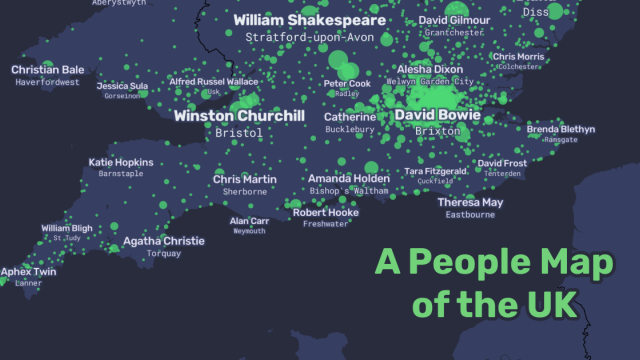 Aberystwyth
Diss
William Shakespeare
Stratford-upon-Avon
David Gilmour
Grantchester
Chris Morris
Colchester
Christian Bale
Haverfordwest
Jessica Sula
Gorseinon
Alfred Russel Wallace
Usk
Peter Cook
Radley
Alesha Dixon
Welwyn Garden City
Winston Churchill
Bristol
Catherine
Bucklebury
David Bowie
Brixton
Brenda Blethyn
Ramsgate
Katie Hopkins
Barnstaple
Chris Martin
Sherborne
Amanda Holden
Bishop's Waltham
Tara Fitzgerald
Cuckfield
David Frost
Tenterden
Theresa May
Eastbourne
Robert Hooke
Freshwater
Alan Carr
Weymouth
William Bligh
St Tudy
Agatha Christie
Torquay
Aphex Twin
Lanner
A People Map
of the UK